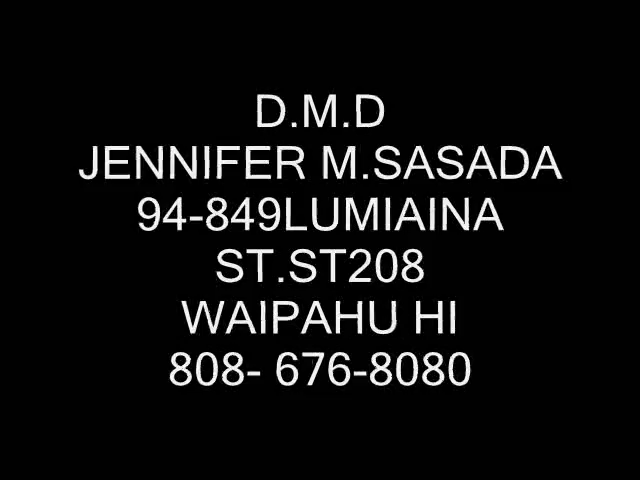 D.M.D
JENNIFER M.SASADA
94-849LUMIAINA
ST.ST208
WAIPAHU HI
808- 676-8080